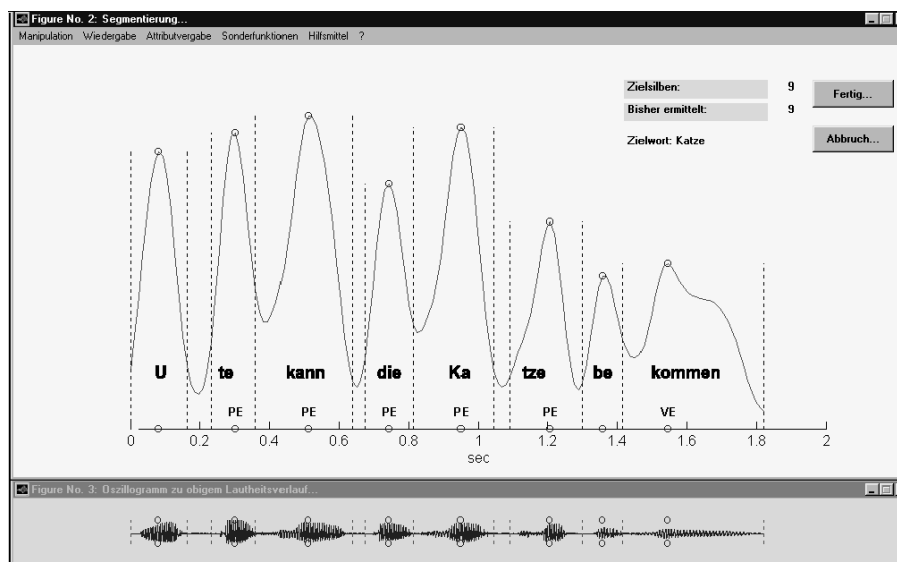 Figure No. 2: Segmentierung...
Manipulation Wiedergabe Attributvergabe Sonderfunktionen Hilfsmittel ?
Zielsilben: 9 Fertig...
Bisher ermittelt: 9
Zielwort: Katze Abbruch...
U te kann die Ka tze be kommen
PE PE PE PE PE VE
0 0.2 0.4 0.6 0.8 1 1.2 1.4 1.6 1.8 2
sec
Figure No. 3: Oszillogramm zu obigem Lautheitsverlauf...